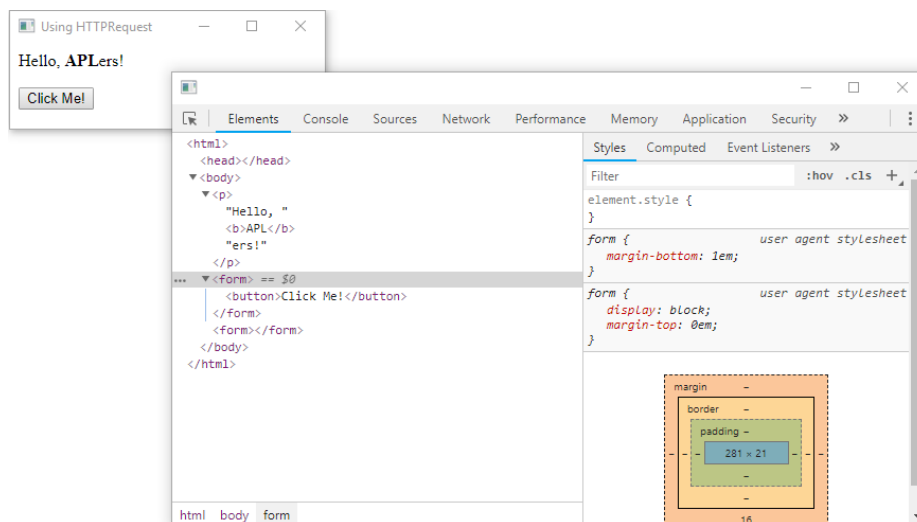 Using HTTPRequest
Hello, APLers!
Click Me!
Elements Console Sources Network Performance Memory Application Security »
<html>
<head></head>
▼<body>
▼<p>
"Hello, "
<b>APL</b>
"ers!"
</p>
... ▼<form> == $0
<button>Click Me!</button>
</form>
<form></form>
</body>
</html>
html body form
Styles Computed Event Listeners »
Filter :hov .cls +
element.style {
}
form { user agent stylesheet
margin-bottom: 1em;
}
form { user agent stylesheet
display: block;
margin-top: 0em;
}
margin –
border –
padding –
– – – 281 × 21 – – –
–
–
16